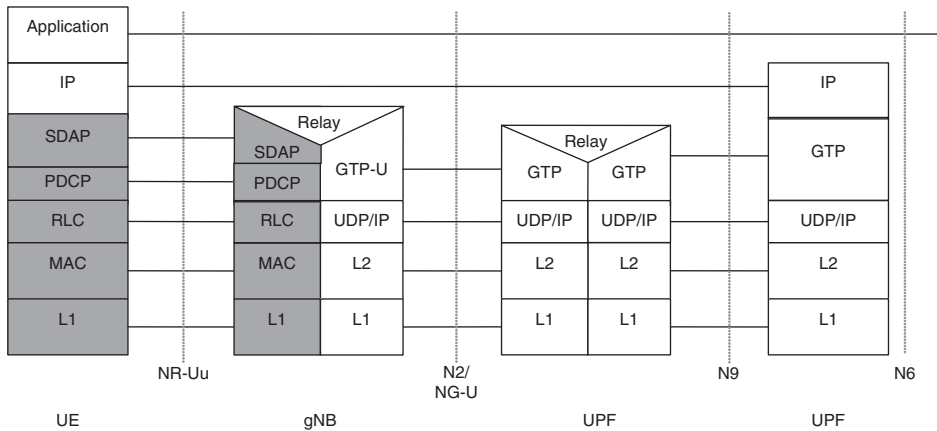 Application
IP
IP
Relay
SDAP
SDAP
GTP-U
Relay
GTP
GTP
GTP
PDCP
PDCP
RLC
RLC
UDP/IP
UDP/IP
UDP/IP
UDP/IP
MAC
MAC
L2
L2
L2
L2
L1
L1
L1
L1
L1
L1
NR-Uu
N2/
NG-U
N9
N6
UE
gNB
UPF
UPF